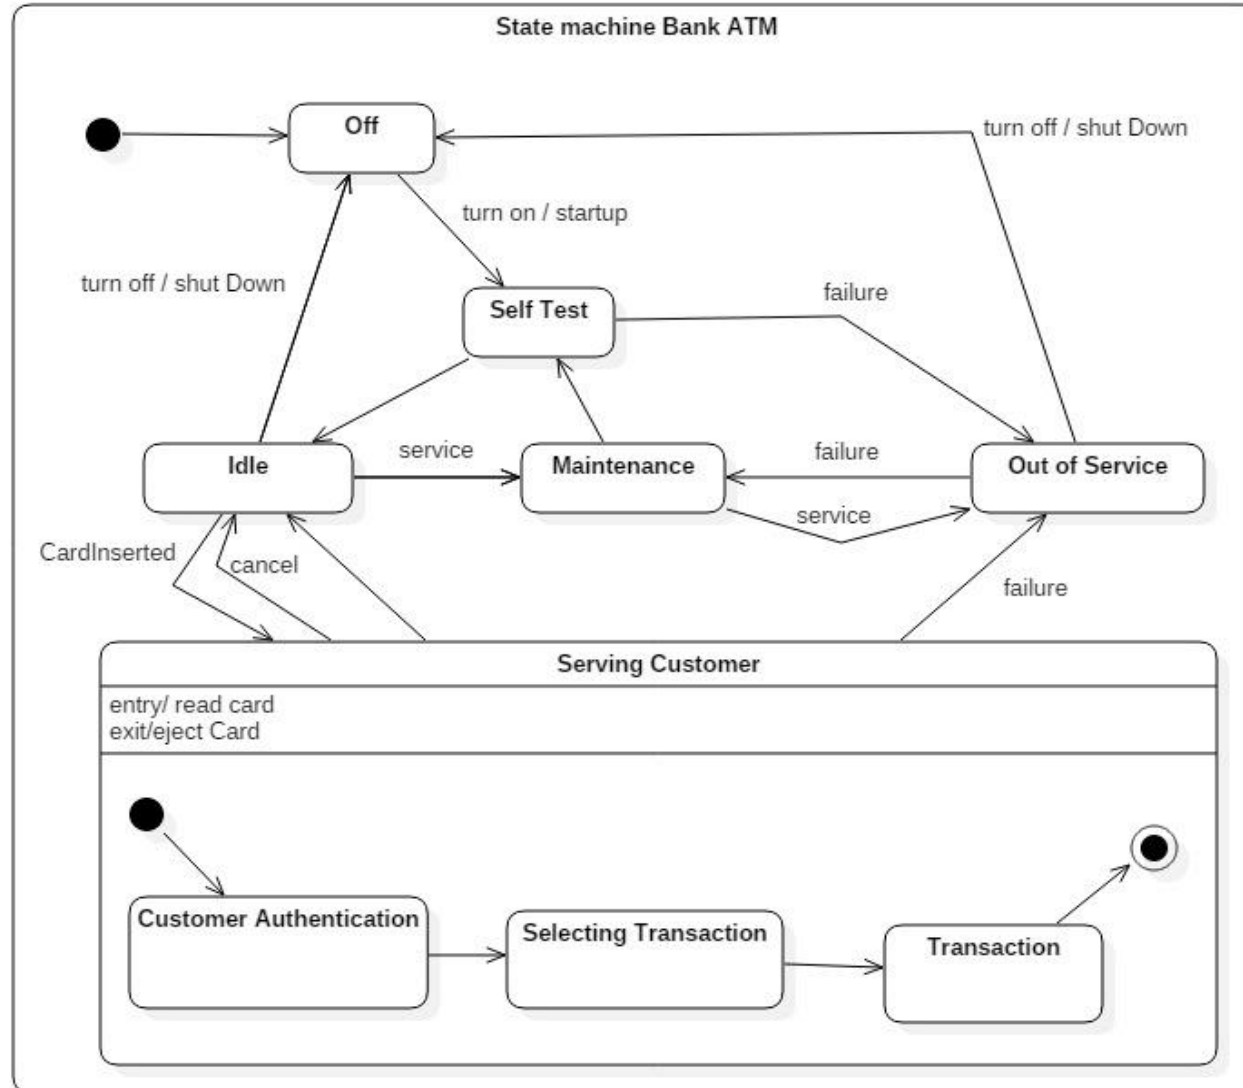 State machine Bank ATM
Off
turn off / shut Down
turn on / startup
turn off / shut Down
Self Test
failure
Idle
service
Maintenance
failure
Out of Service
service
CardInserted
cancel
failure
Serving Customer
entry/ read card
exit/eject Card
Customer Authentication
Selecting Transaction
Transaction